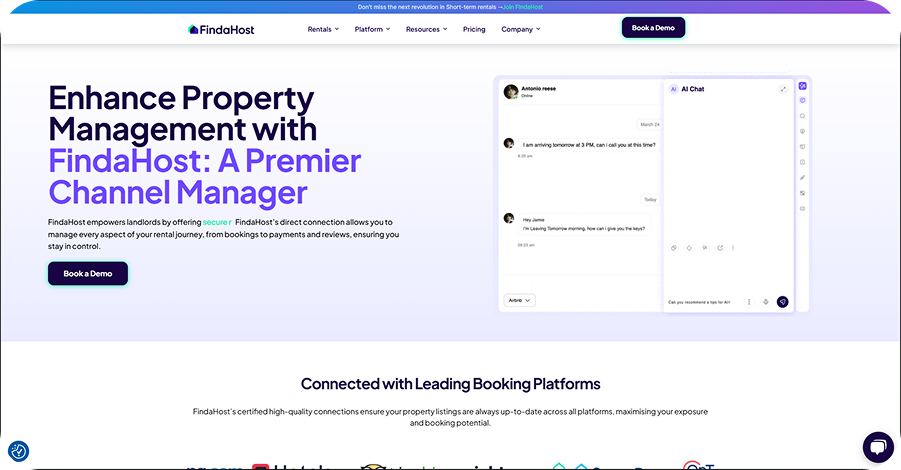 Don't miss the next revolution in Short-term rentals →Join FindaHost
FindaHost
Rentals
Platform
Resources
Pricing
Company
Book a Demo
Enhance Property
Management with
FindaHost: A Premier
Channel Manager
FindaHost empowers landlords by offering secure r FindaHost's direct connection allows you to
manage every aspect of your rental journey, from bookings to payments and reviews, ensuring you
stay in control.
Book a Demo
Antonio reese
Online
March 24
I am arriving tomorrow at 3 PM, can i call you at this time?
Today
Hey Jamie
I'm Leaving Tomorrow morning, how can i give you the keys?
09:23 am
Airbnb
AI
AI Chat
Can you recommend a tips for AI?
Connected with Leading Booking Platforms
FindaHost's certified high-quality connections ensure your property listings are always up-to-date across all platforms, maximising your exposure
and booking potential.